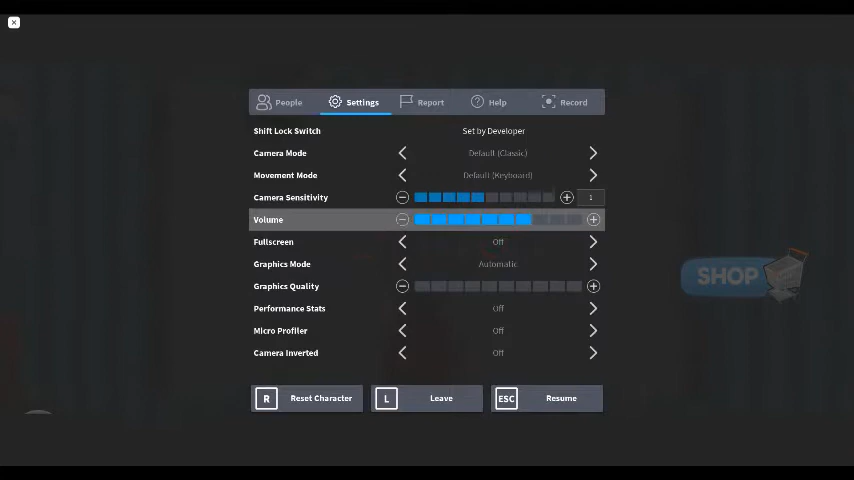 People Settings Report Help Record
Shift Lock Switch Set by Developer
Camera Mode Default (Classic)
Movement Mode Default (Keyboard)
Camera Sensitivity 1
Volume
Fullscreen Off
Graphics Mode Automatic
Graphics Quality
SHOP
Performance Stats Off
Micro Profiler Off
Camera Inverted Off
R Reset Character L Leave ESC Resume